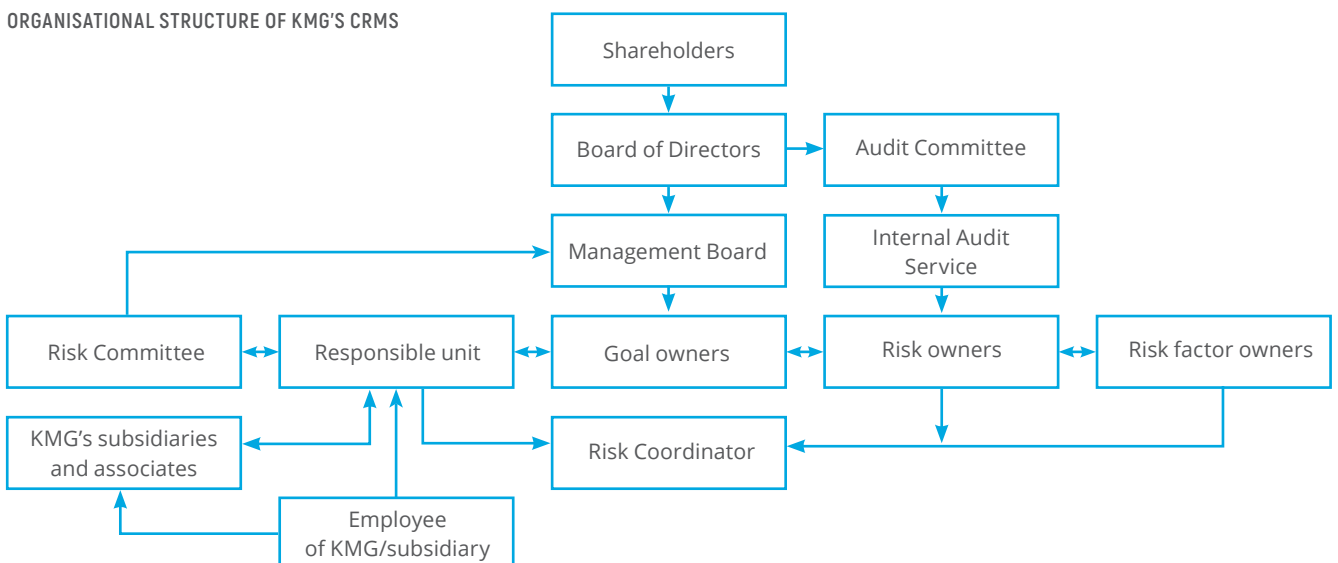 ORGANISATIONAL STRUCTURE OF KMG'S CRMS
Shareholders
Board of Directors
Audit Committee
Management Board
Internal Audit
Service
Risk Committee
Responsible unit
Goal owners
Risk owners
Risk factor owners
KMG's subsidiaries
and associates
Risk Coordinator
Employee
of KMG/subsidiary